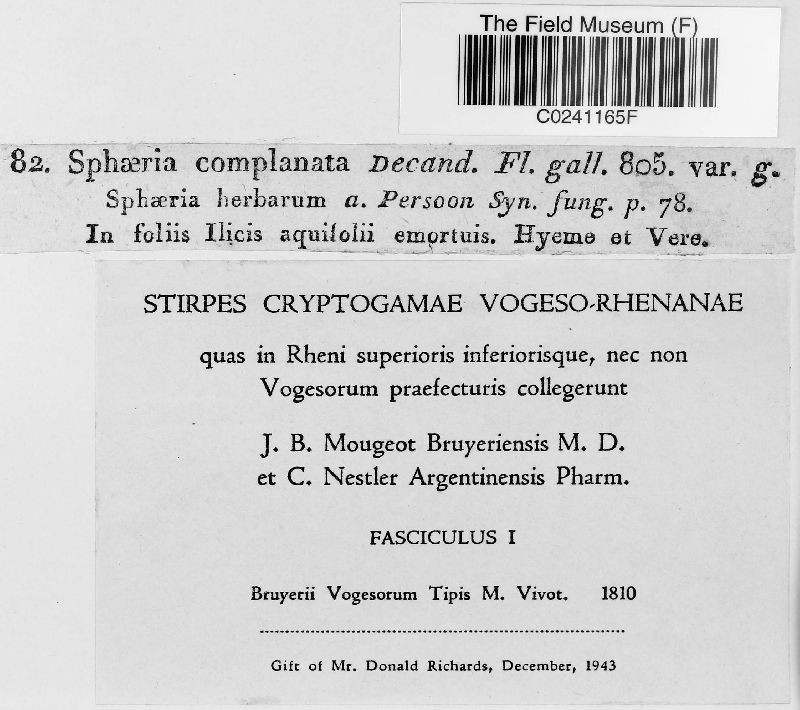 The Field Museum (F)
C0241165F
82. Sphæria complanata Decand. Fl. gall. 805. var. g.
Sphæria herbarum a. Persoon Syn. fung. p. 78.
In foliis Ilicis aquifolii emortuis. Hyeme et Vere.
STIRPES CRYPTOGAMAE VOGESO-RHENANAE
quas in Rheni superioris inferiorisque, nec non
Vogesorum praefecturis collegerunt
J. B. Mougeot Bruyeriensis M. D.
et C. Nestler Argentinensis Pharm.
FASCICULUS I
Bruyerii Vogesorum Tipis M. Vivot. 1810
Gift of Mr. Donald Richards, December, 1943